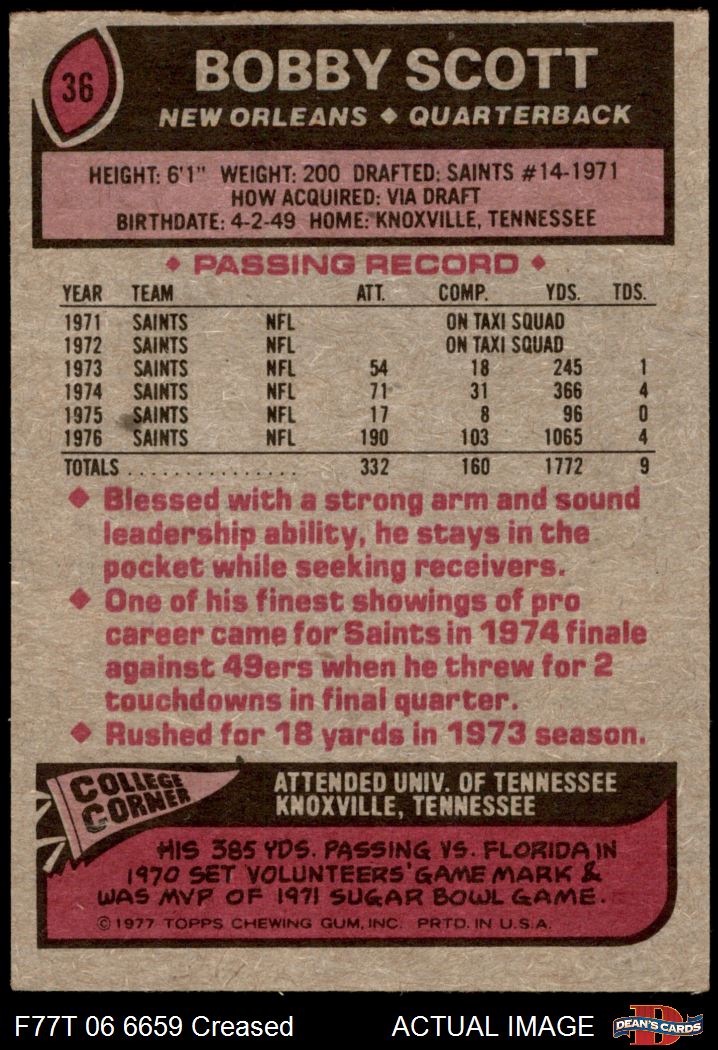 36
BOBBY SCOTT
NEW ORLEANS ◆ QUARTERBACK
HEIGHT: 6'1" WEIGHT: 200 DRAFTED: SAINTS #14-1971
HOW ACQUIRED: VIA DRAFT
BIRTHDATE: 4-2-49 HOME: KNOXVILLE, TENNESSEE
◆ PASSING RECORD ◆
YEAR TEAM ATT. COMP. YDS. TDS.
1971 SAINTS NFL ON TAXI SQUAD
1972 SAINTS NFL ON TAXI SQUAD
1973 SAINTS NFL 54 18 245 1
1974 SAINTS NFL 71 31 366 4
1975 SAINTS NFL 17 8 96 0
1976 SAINTS NFL 190 103 1065 4
TOTALS . . . . . . . . . . . . . . . 332 160 1772 9
◆ Blessed with a strong arm and sound
leadership ability, he stays in the
pocket while seeking receivers.
◆ One of his finest showings of pro
career came for Saints in 1974 finale
against 49ers when he threw for 2
touchdowns in final quarter.
◆ Rushed for 18 yards in 1973 season.
COLLEGE
CORNER
ATTENDED UNIV. OF TENNESSEE
KNOXVILLE, TENNESSEE
HIS 385 YDS. PASSING VS. FLORIDA IN
1970 SET VOLUNTEERS' GAME MARK &
WAS MVP OF 1971 SUGAR BOWL GAME.
© 1977 TOPPS CHEWING GUM, INC. PRTD. IN U.S.A.
F77T 06 6659 Creased ACTUAL IMAGE
D
DEAN'S CARDS